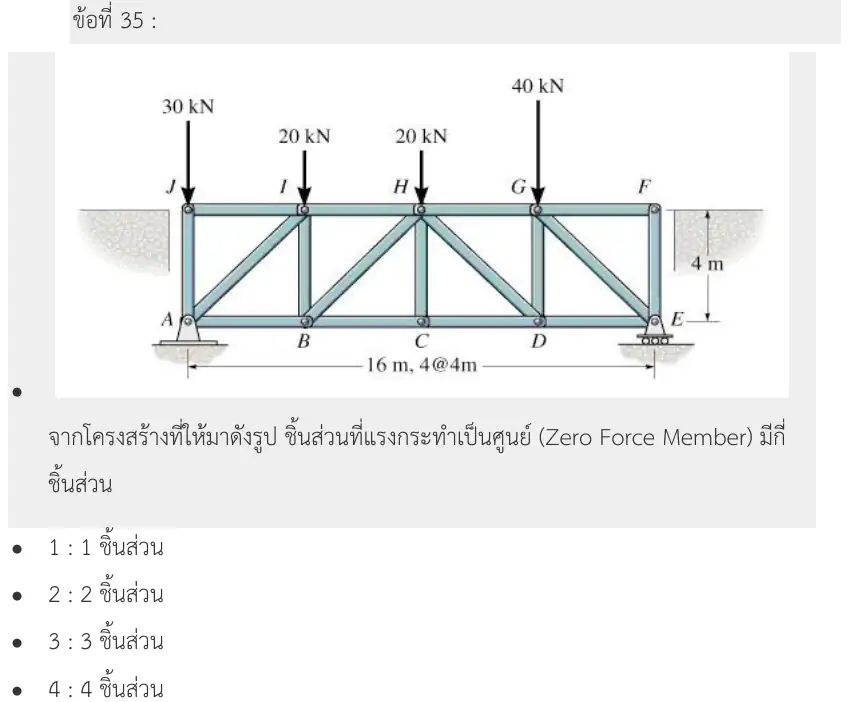 ข้อที่ 35 :
40 kN
30 kN
20 kN 20 kN
J I H G F
4 m
A E
B C D
16 m, 4@4m
จากโครงสร้างที่ให้มาดังรูป ชิ้นส่วนที่แรงกระทำเป็นศูนย์ (Zero Force Member) มีกี่
ชิ้นส่วน
1 : 1 ชิ้นส่วน
2 : 2 ชิ้นส่วน
3 : 3 ชิ้นส่วน
4 : 4 ชิ้นส่วน